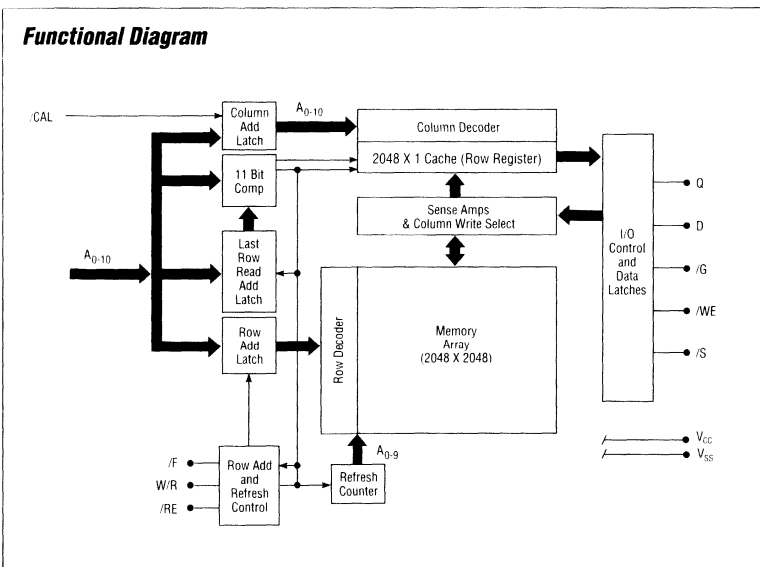 Functional Diagram
/CAL
Column
Add
Latch
A0-10
Column Decoder
2048 X 1 Cache (Row Register)
11 Bit
Comp
Sense Amps
& Column Write Select
Last
Row
Read
Add
Latch
A0-10
Row
Add
Latch
Row Decoder
Memory
Array
(2048 X 2048)
I/O
Control
and
Data
Latches
Q
D
/G
/WE
/S
VCC
VSS
/F
W/R
/RE
Row Add
and
Refresh
Control
A0-9
Refresh
Counter